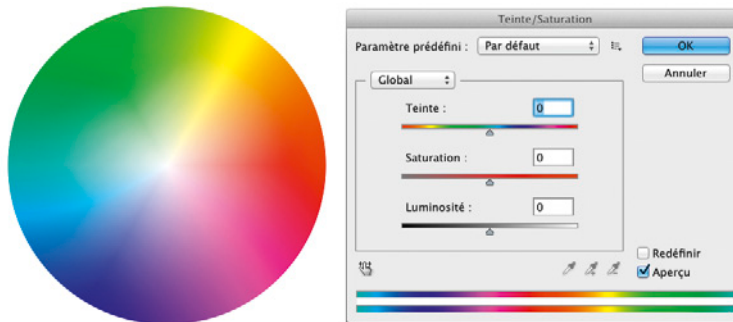 Teinte/Saturation
Paramètre prédéfini : Par défaut
OK
Annuler
Global
Teinte : 0
Saturation : 0
Luminosité : 0
Redéfinir
Aperçu